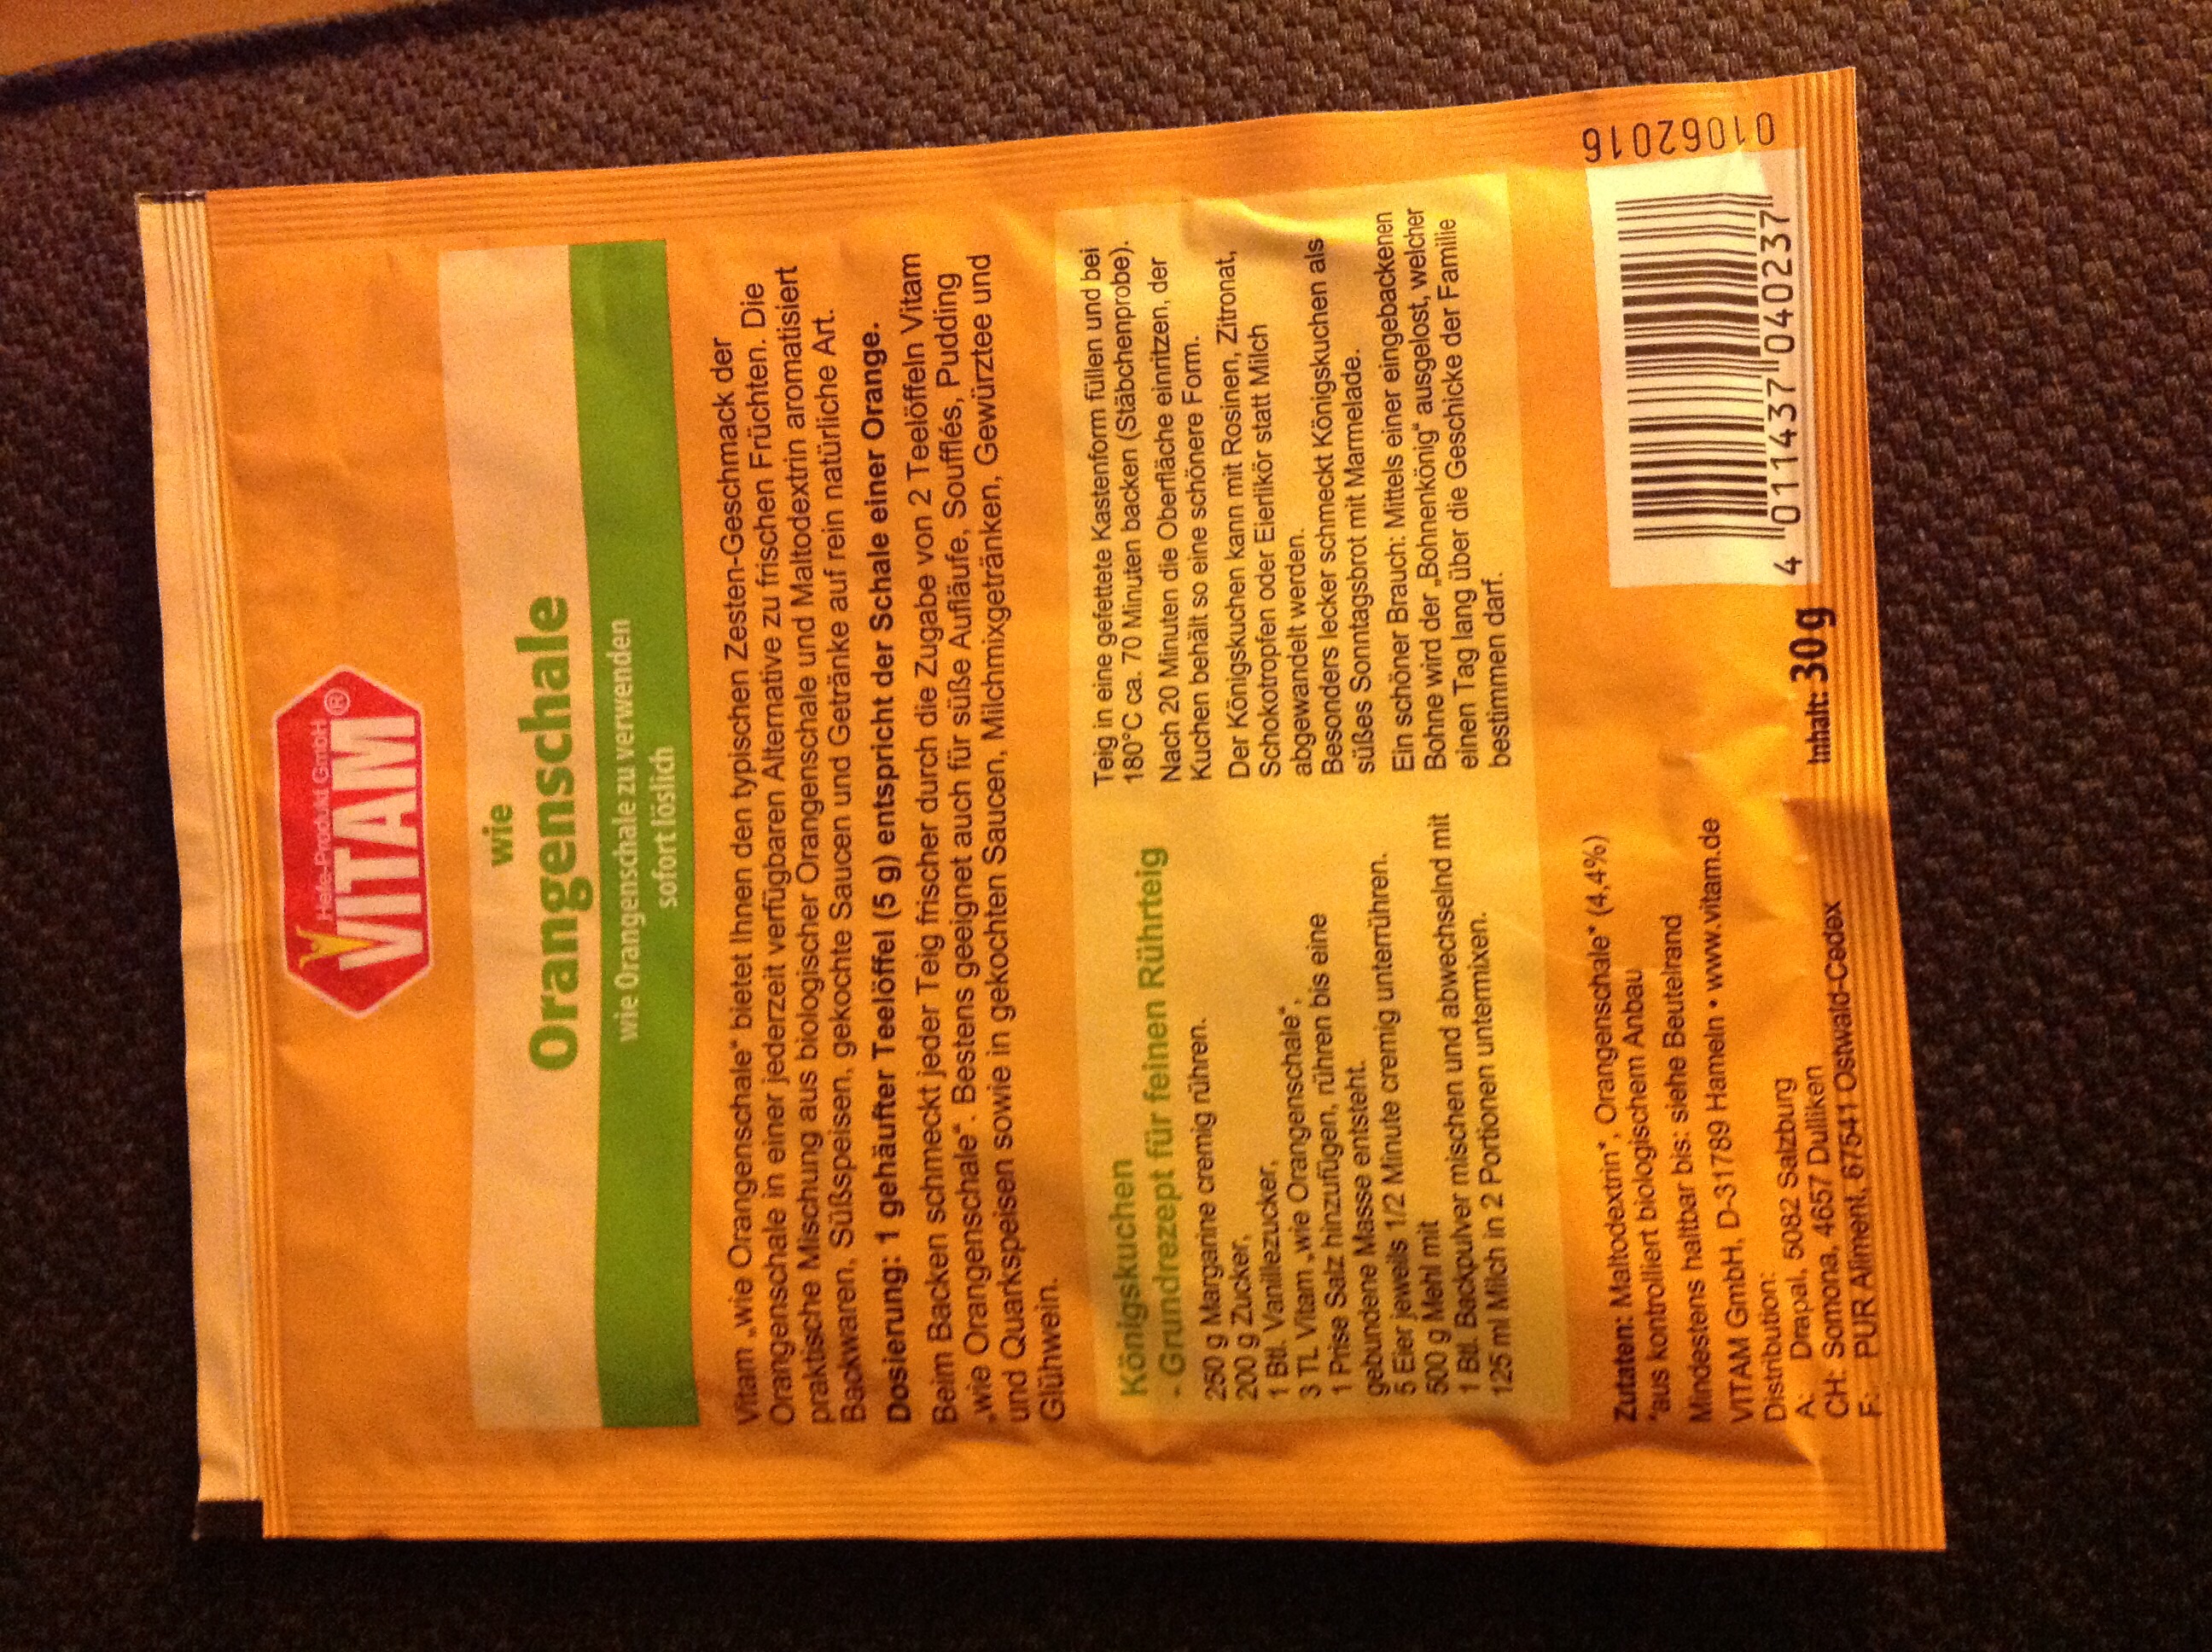 Hefe-Produkt GmbH
VITAM®
wie
Orangenschale
wie Orangenschale zu verwenden
sofort löslich
Vitam „wie Orangenschale“ bietet Ihnen den typischen Zesten-Geschmack der
Orangenschale in einer jederzeit verfügbaren Alternative zu frischen Früchten. Die
praktische Mischung aus biologischer Orangenschale und Maltodextrin aromatisiert
Backwaren, Süßspeisen, gekochte Saucen und Getränke auf rein natürliche Art.
Dosierung: 1 gehäufter Teelöffel (5 g) entspricht der Schale einer Orange.
Beim Backen schmeckt jeder Teig frischer durch die Zugabe von 2 Teelöffeln Vitam
„wie Orangenschale“. Bestens geeignet auch für süße Aufläufe, Soufflés, Pudding
und Quarkspeisen sowie in gekochten Saucen, Milchmixgetränken, Gewürztee und
Glühwein.
Königskuchen
- Grundrezept für feinen Rührteig
250 g Margarine cremig rühren.
200 g Zucker,
1 Btl. Vanillezucker,
3 TL Vitam „wie Orangenschale“,
1 Prise Salz hinzufügen, rühren bis eine
gebundene Masse entsteht.
5 Eier jeweils 1/2 Minute cremig unterrühren.
500 g Mehl mit
1 Btl. Backpulver mischen und abwechselnd mit
125 ml Milch in 2 Portionen untermixen.
Teig in eine gefettete Kastenform füllen und bei
180°C ca. 70 Minuten backen (Stäbchenprobe).
Nach 20 Minuten die Oberfläche einritzen, der
Kuchen behält so eine schönere Form.
Der Königskuchen kann mit Rosinen, Zitronat,
Schokotropfen oder Eierlikör statt Milch
abgewandelt werden.
Besonders lecker schmeckt Königskuchen als
süßes Sonntagsbrot mit Marmelade.
Ein schöner Brauch: Mittels einer eingebackenen
Bohne wird der „Bohnenkönig“ ausgelost, welcher
einen Tag lang über die Geschicke der Familie
bestimmen darf.
Zutaten: Maltodextrin*, Orangenschale* (4,4%)
*aus kontrolliert biologischem Anbau
Mindestens haltbar bis: siehe Beutelrand
VITAM GmbH, D-31789 Hameln • www.vitam.de
Distribution:
A: Drapal, 5082 Salzburg
CH: Somona, 4657 Dulliken
F: PUR Aliment, 67541 Ostwald-Cedex
Inhalt: 30g
4 011437 040237
01062016